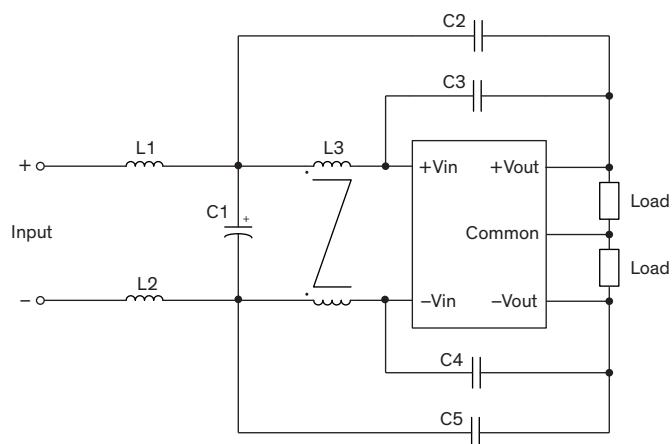 C2
C3
L1
L3
+
+Vin
+Vout
Load
C1
+
Input
Common
Load
L2
−
−Vin
−Vout
C4
C5